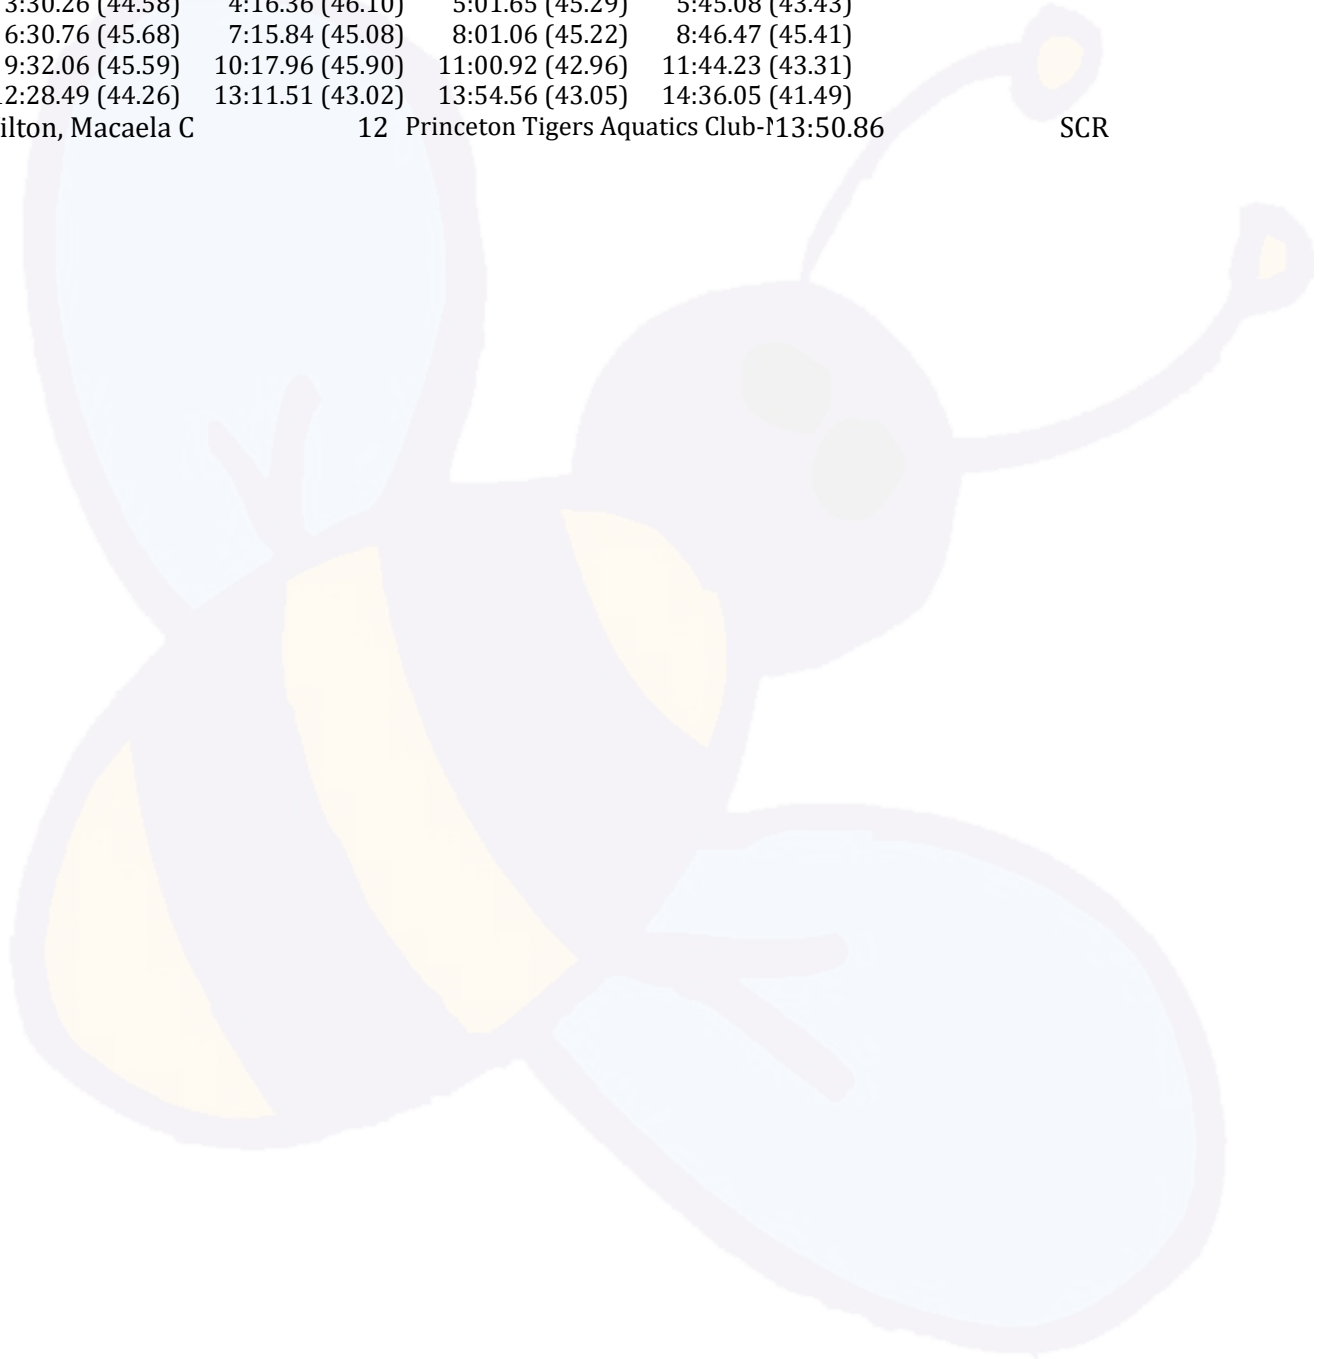 3:30.26 (44.58) 4:16.36 (46.10) 5:01.65 (45.29) 5:45.08 (43.43)
6:30.76 (45.68) 7:15.84 (45.08) 8:01.06 (45.22) 8:46.47 (45.41)
9:32.06 (45.59) 10:17.96 (45.90) 11:00.92 (42.96) 11:44.23 (43.31)
2:28.49 (44.26) 13:11.51 (43.02) 13:54.56 (43.05) 14:36.05 (41.49)
ilton, Macaela C 12 Princeton Tigers Aquatics Club- 13:50.86 SCR